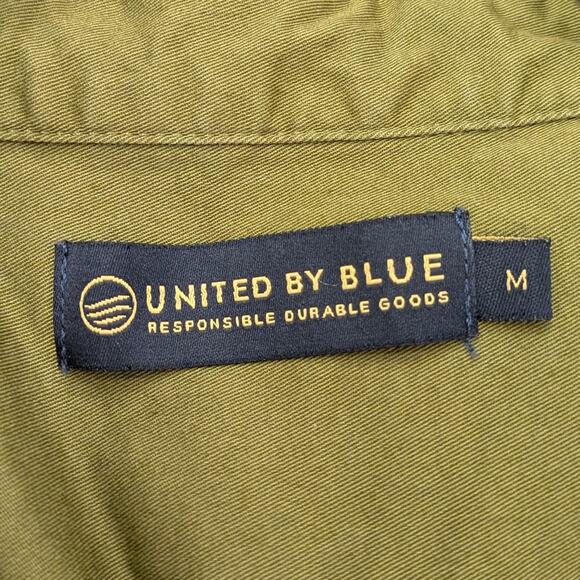 UNITED BY BLUE
RESPONSIBLE DURABLE GOODS
M